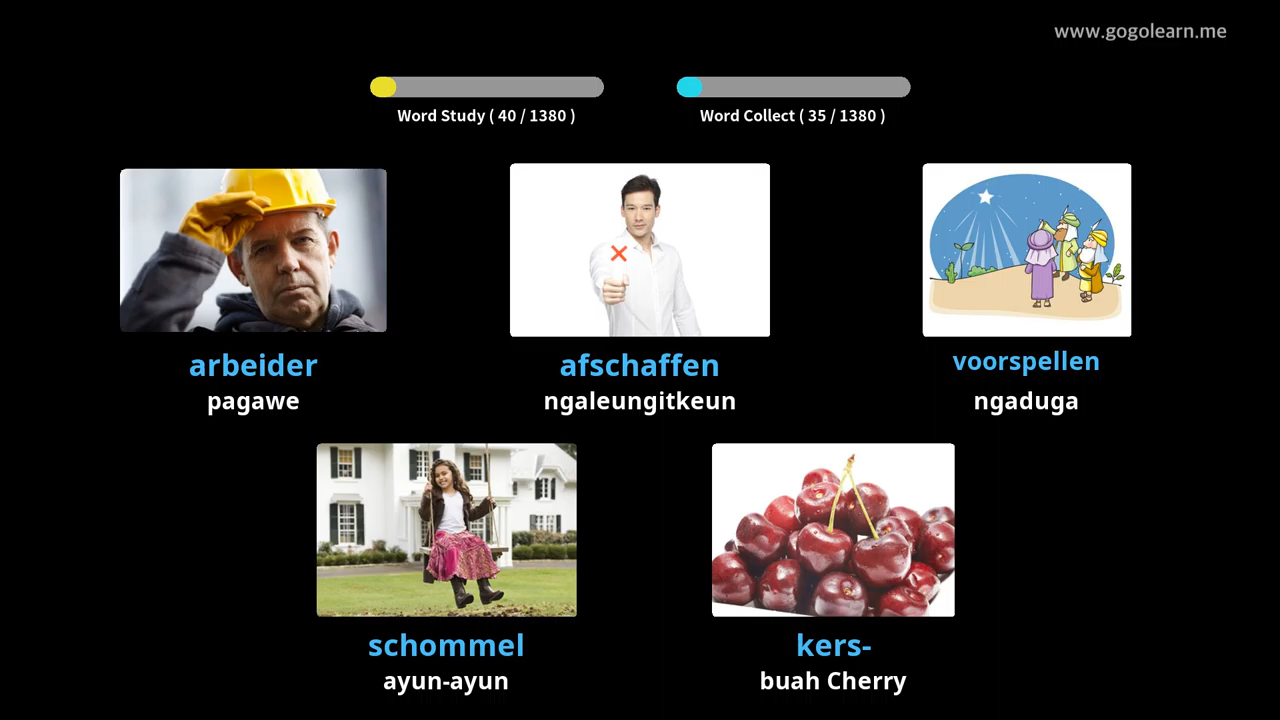 www.gogolearn.me
Word Study ( 40 / 1380 )
Word Collect ( 35 / 1380 )
arbeider
pagawe
afschaffen
ngaleungitkeun
voorspellen
ngaduga
schommel
ayun-ayun
kers-
buah Cherry